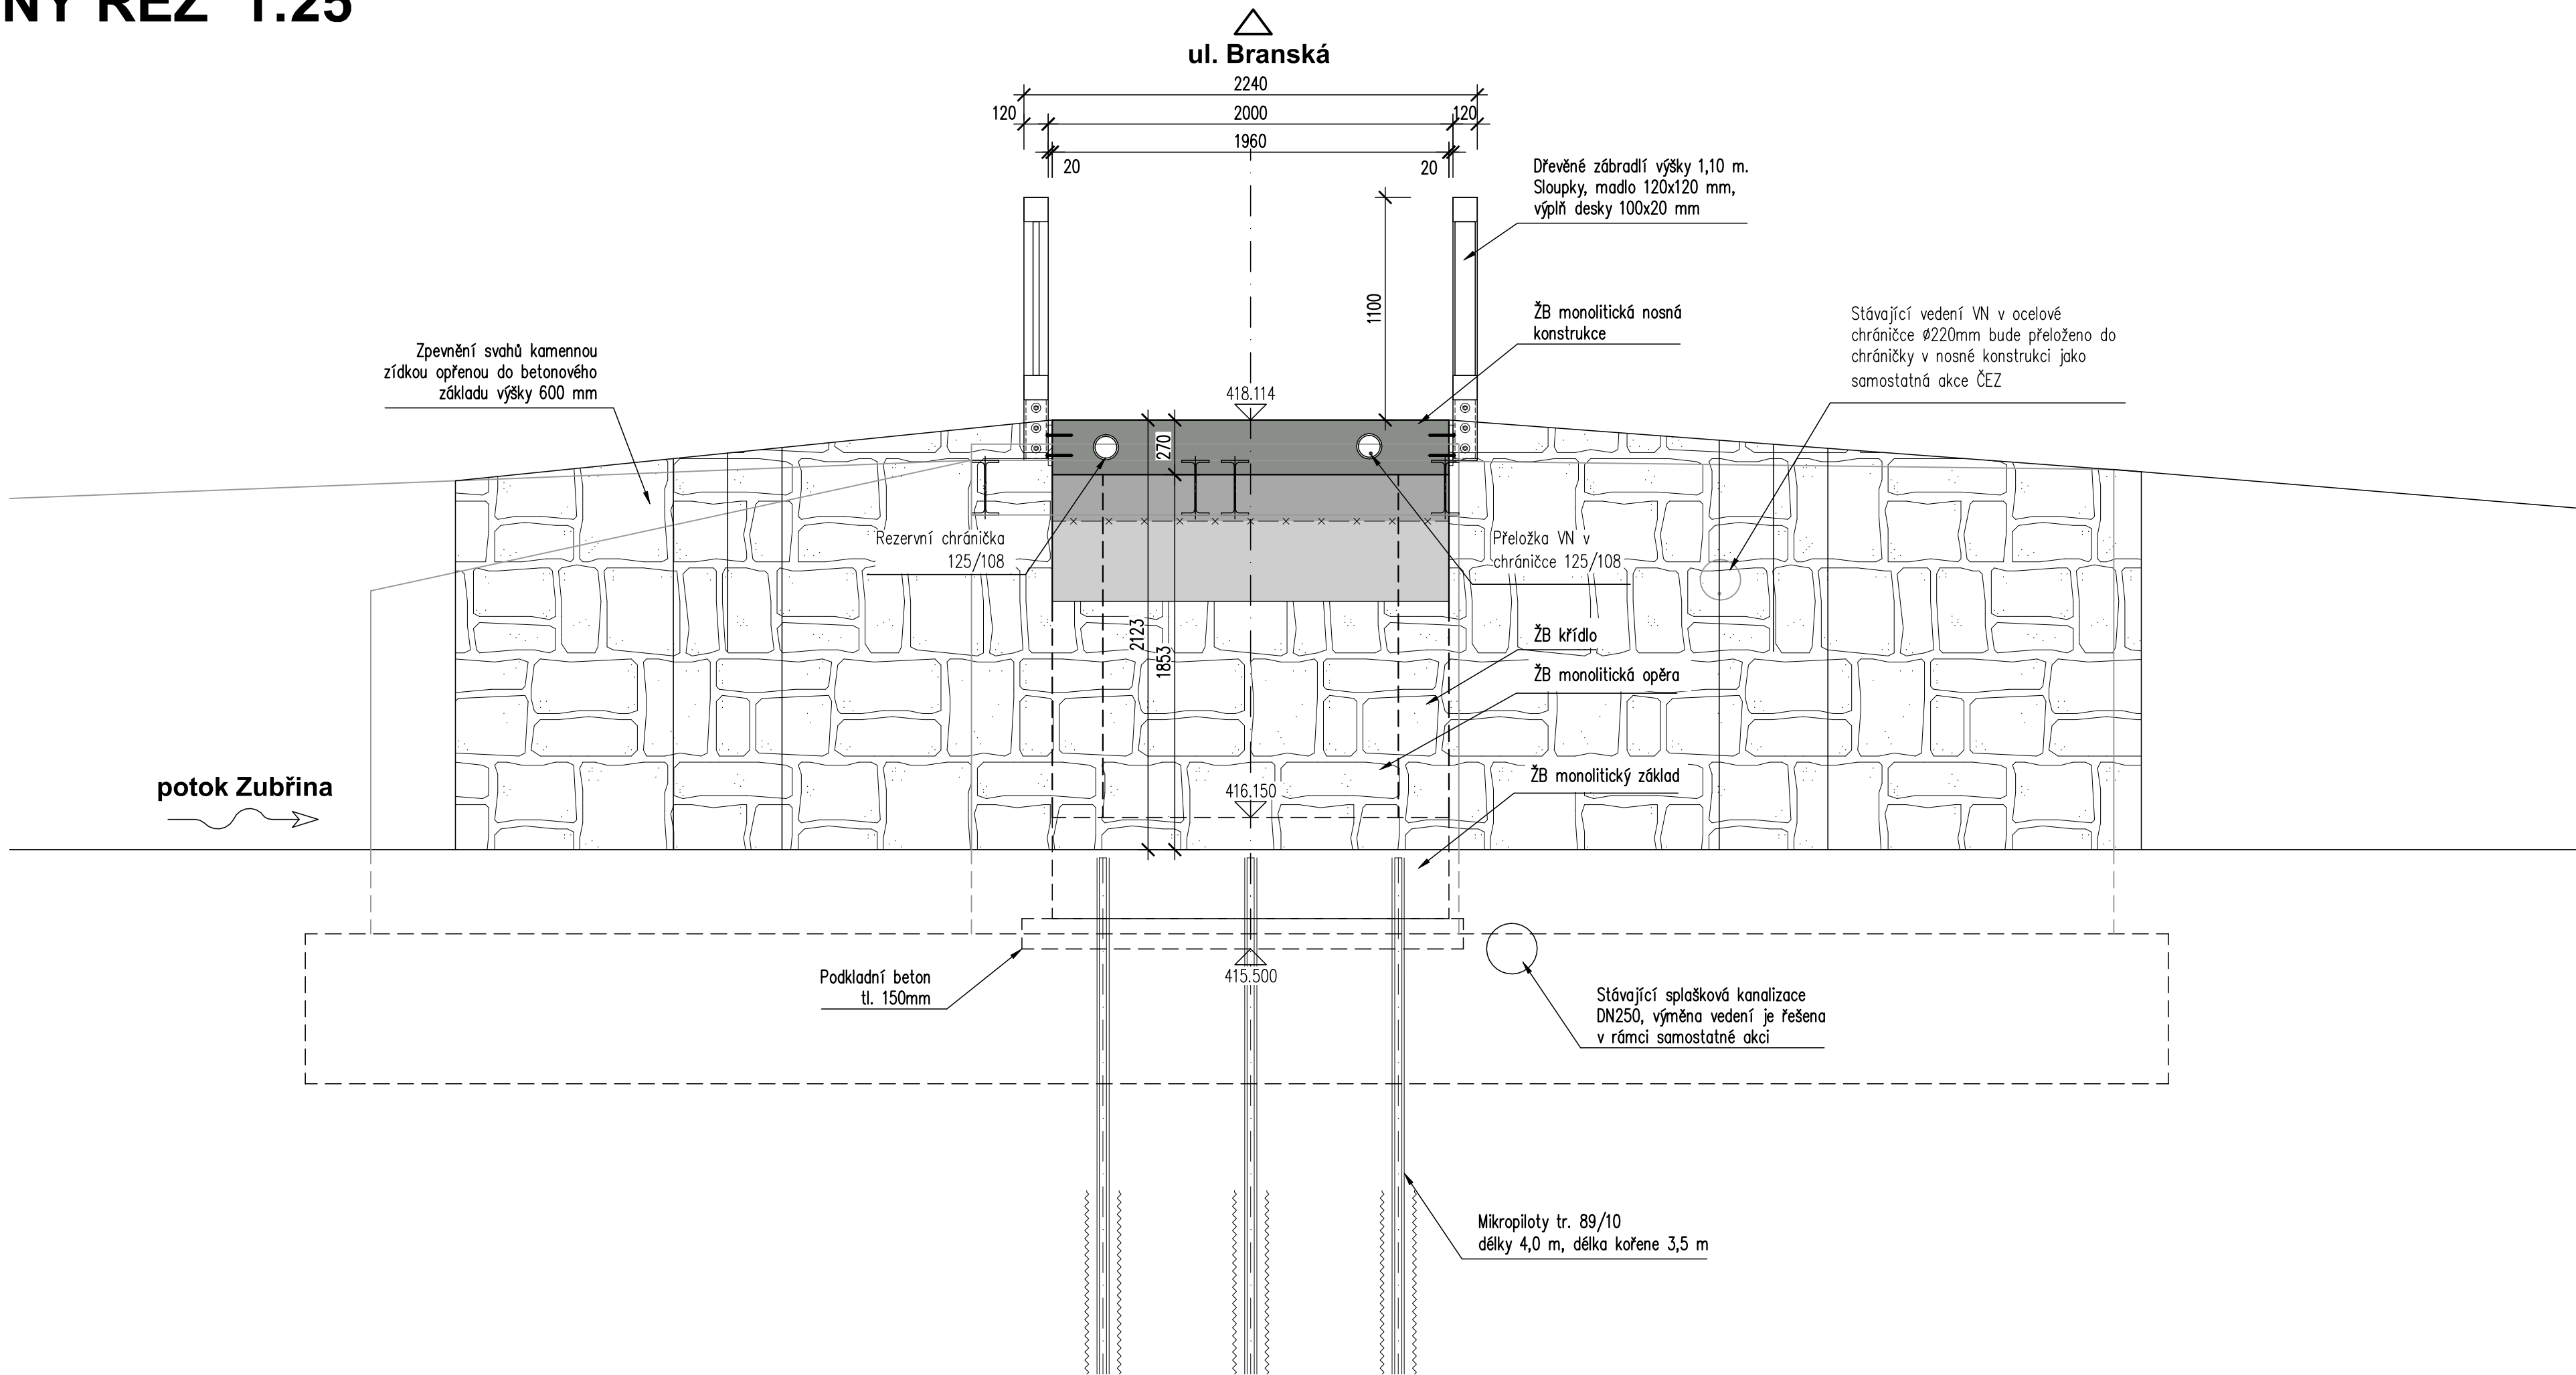 NÝ ŘEZ 1:25
ul. Branská
2240
120
2000
120
1960
20
20
Dřevěné zábradlí výšky 1,10 m.
Sloupky, madlo 120x120 mm,
výplň desky 100x20 mm
1100
ŽB monolitická nosná
konstrukce
Stávající vedení VN v ocelové
chráničce ø220mm bude přeloženo do
chráničky v nosné konstrukci jako
samostatná akce ČEZ
Zpevnění svahů kamennou
zídkou opřenou do betonového
základu výšky 600 mm
418.114
270
Rezervní chránička
125/108
Přeložka VN v
chráničce 125/108
2123
1853
ŽB křídlo
ŽB monolitická opěra
ŽB monolitický základ
potok Zubřina
416.150
Podkladní beton
tl. 150mm
415.500
Stávající splašková kanalizace
DN250, výměna vedení je řešena
v rámci samostatné akci
Mikropiloty tr. 89/10
délky 4,0 m, délka kořene 3,5 m